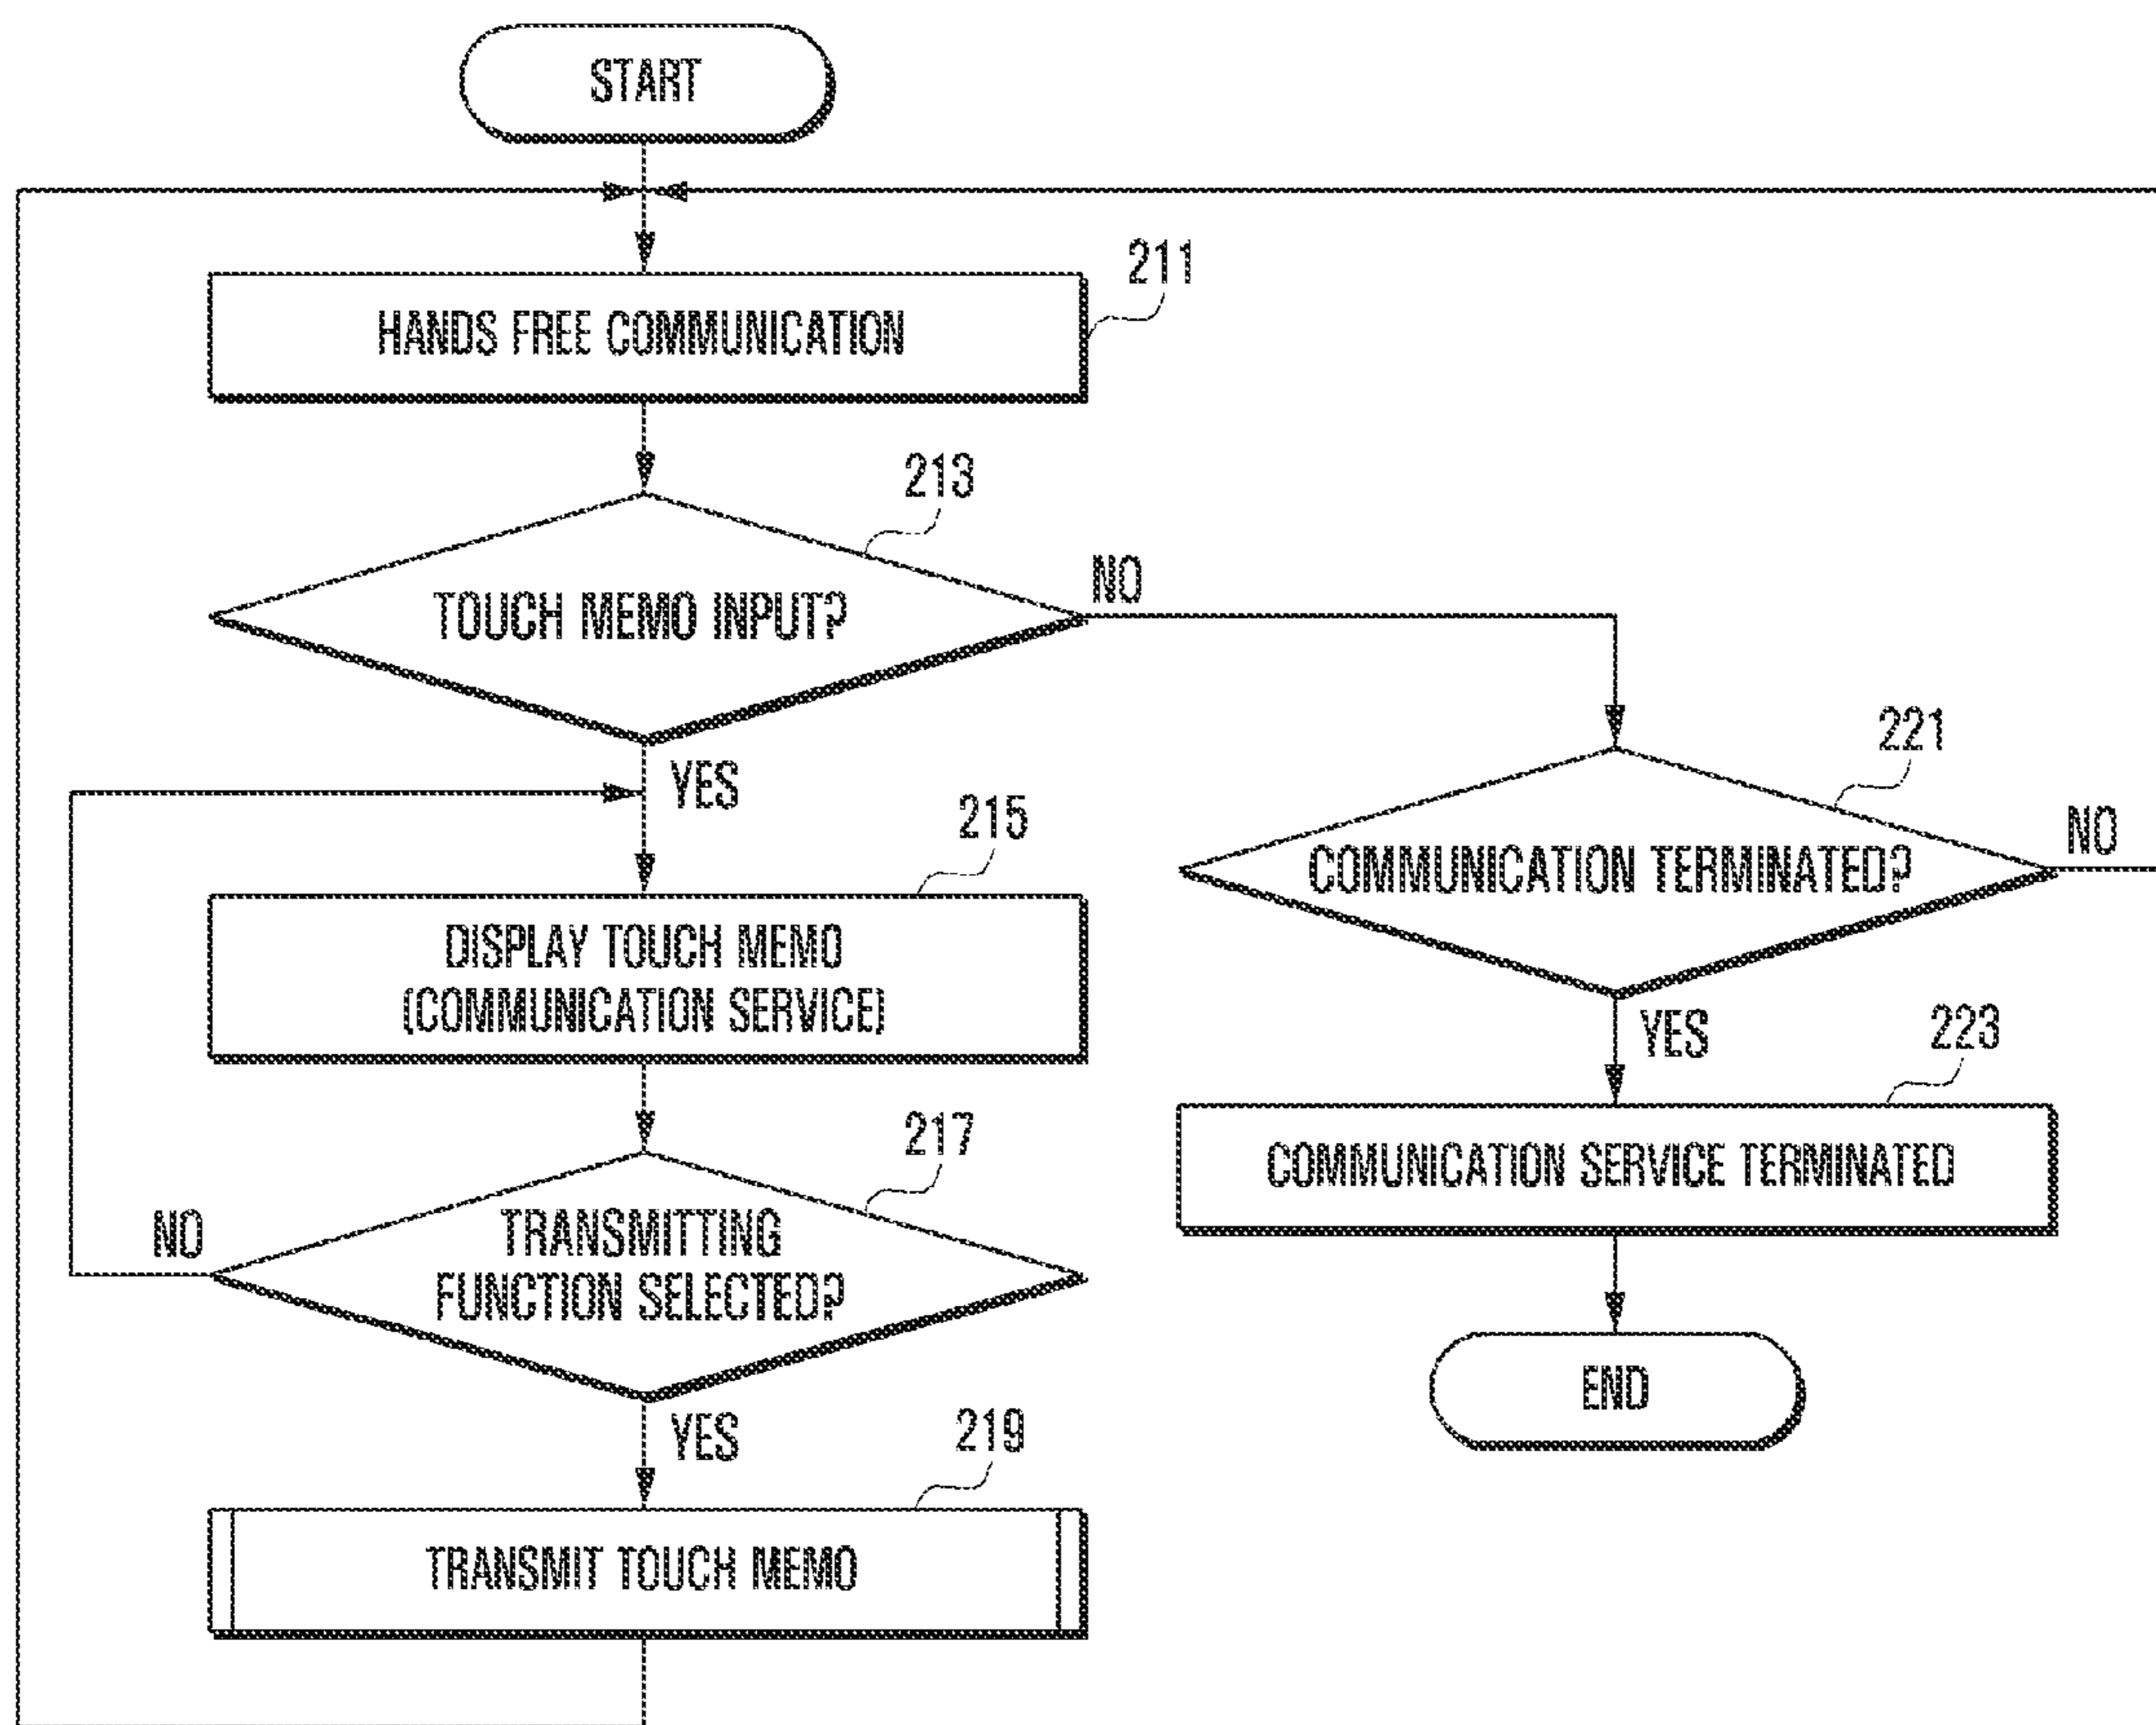 START
211
HANDS FREE COMMUNICATION
213
TOUCH MEMO INPUT?
NO
YES
215
DISPLAY TOUCH MEMO
(COMMUNICATION SERVICE)
217
TRANSMITTING
FUNCTION SELECTED?
NO
YES
219
TRANSMIT TOUCH MEMO
221
COMMUNICATION TERMINATED?
NO
YES
223
COMMUNICATION SERVICE TERMINATED
END